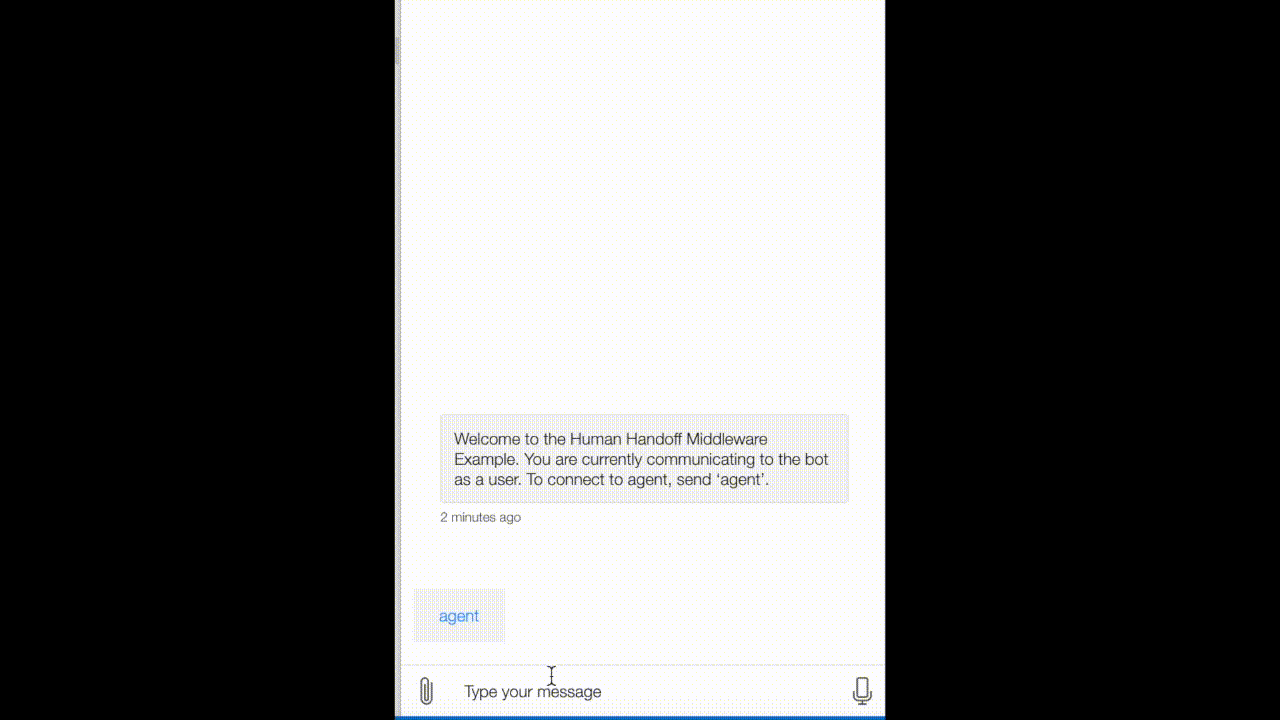 Welcome to the Human Handoff Middleware
Example. You are currently communicating to the bot
as a user. To connect to agent, send ‘agent’.
2 minutes ago
agent
Type your message